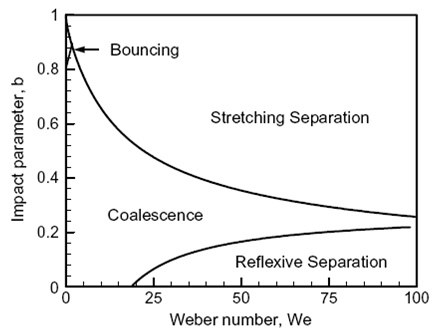 1
0.8
0.6
0.4
0.2
0
Impact parameter, b
Bouncing
Stretching Separation
Coalescence
Reflexive Separation
0 25 50 75 100
Weber number, We